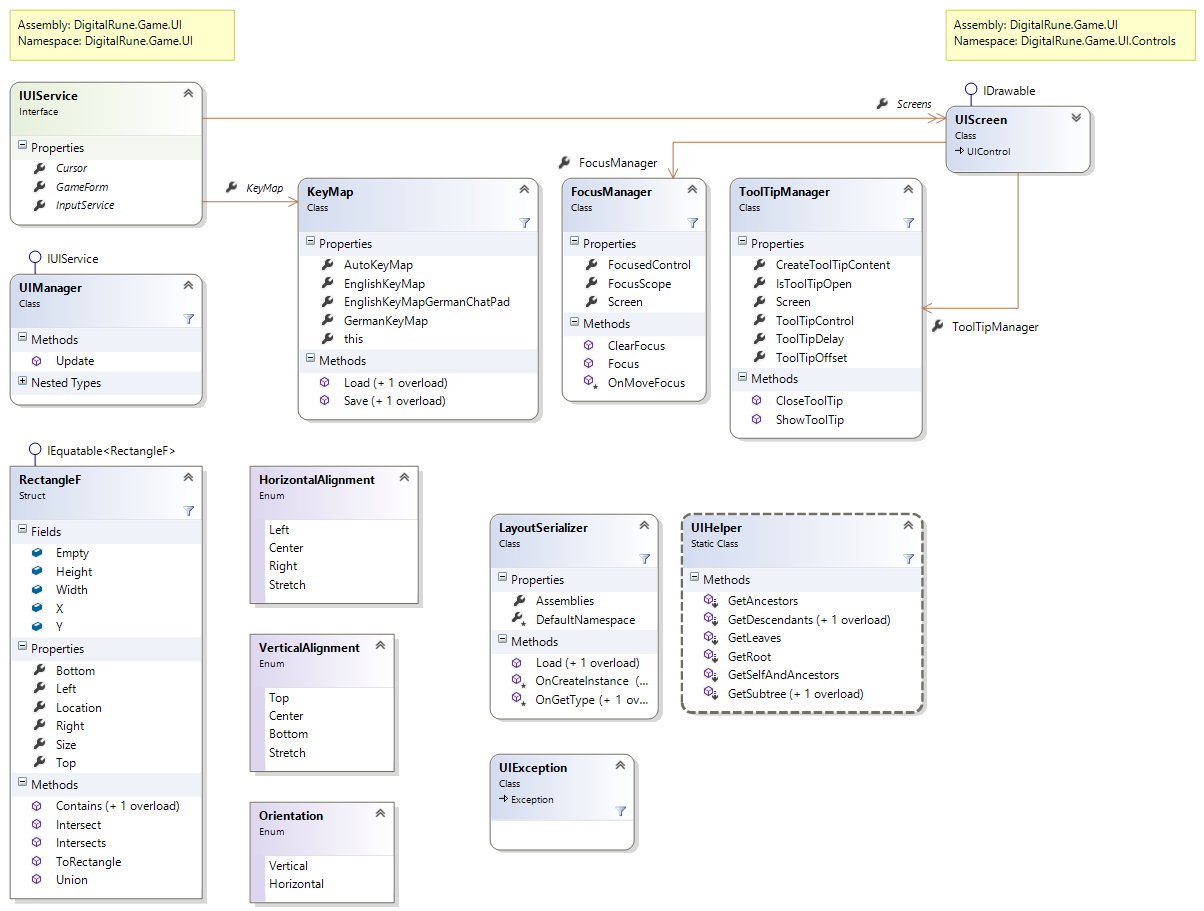 Assembly: DigitalRune.Game.UI
Namespace: DigitalRune.Game.UI
Assembly: DigitalRune.Game.UI
Namespace: DigitalRune.Game.UI.Controls
IUIService
Interface
Properties
Cursor
GameForm
InputService
Screens
KeyMap
IDrawable
UIScreen
Class
UIControl
FocusManager
ToolTipManager
IUIService
UIManager
Class
Methods
Update
Nested Types
KeyMap
Class
Properties
AutoKeyMap
EnglishKeyMap
EnglishKeyMapGermanChatPad
GermanKeyMap
this
Methods
Load (+ 1 overload)
Save (+ 1 overload)
FocusManager
Class
Properties
FocusedControl
FocusScope
Screen
Methods
ClearFocus
Focus
OnMoveFocus
ToolTipManager
Class
Properties
CreateToolTipContent
IsToolTipOpen
Screen
ToolTipControl
ToolTipDelay
ToolTipOffset
Methods
CloseToolTip
ShowToolTip
IEquatable<RectangleF>
RectangleF
Struct
Fields
Empty
Height
Width
X
Y
Properties
Bottom
Left
Location
Right
Size
Top
Methods
Contains (+ 1 overload)
Intersect
Intersects
ToRectangle
Union
HorizontalAlignment
Enum
Left
Center
Right
Stretch
VerticalAlignment
Enum
Top
Center
Bottom
Stretch
Orientation
Enum
Vertical
Horizontal
LayoutSerializer
Class
Properties
Assemblies
DefaultNamespace
Methods
Load (+ 1 overload)
OnCreateInstance (...
OnGetType (+ 1 ov...
UIHelper
Static Class
Methods
GetAncestors
GetDescendants (+ 1 overload)
GetLeaves
GetRoot
GetSelfAndAncestors
GetSubtree (+ 1 overload)
UIException
Class
Exception